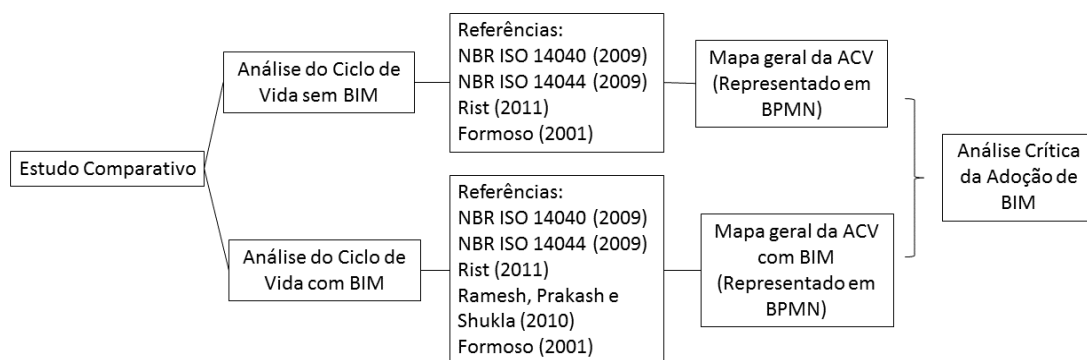 Estudo Comparativo
Análise do Ciclo de
Vida sem BIM
Referências:
NBR ISO 14040 (2009)
NBR ISO 14044 (2009)
Rist (2011)
Formoso (2001)
Mapa geral da ACV
(Representado em
BPMN)
Análise do Ciclo de
Vida com BIM
Referências:
NBR ISO 14040 (2009)
NBR ISO 14044 (2009)
Rist (2011)
Ramesh, Prakash e
Shukla (2010)
Formoso (2001)
Mapa geral da ACV
com BIM
(Representado em
BPMN)
Análise Crítica
da Adoção de
BIM